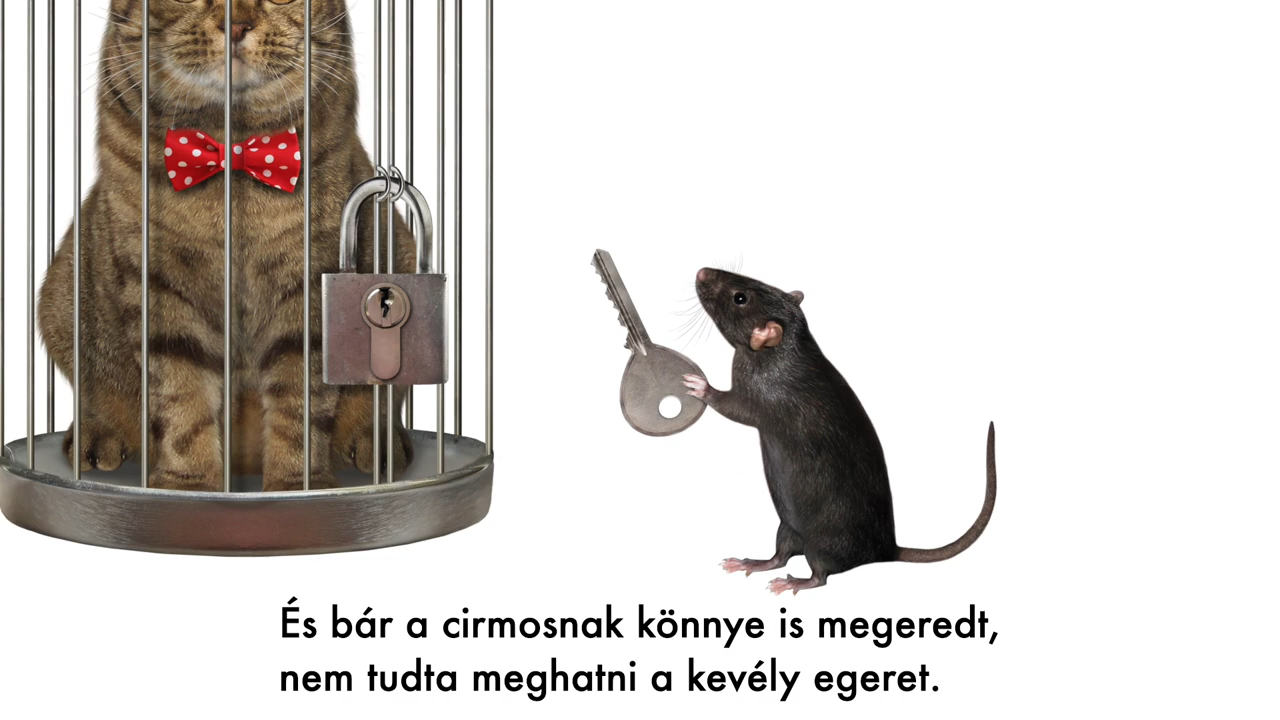 És bár a cirmosnak könnye is megeredt,
nem tudta meghatni a kevély egeret.